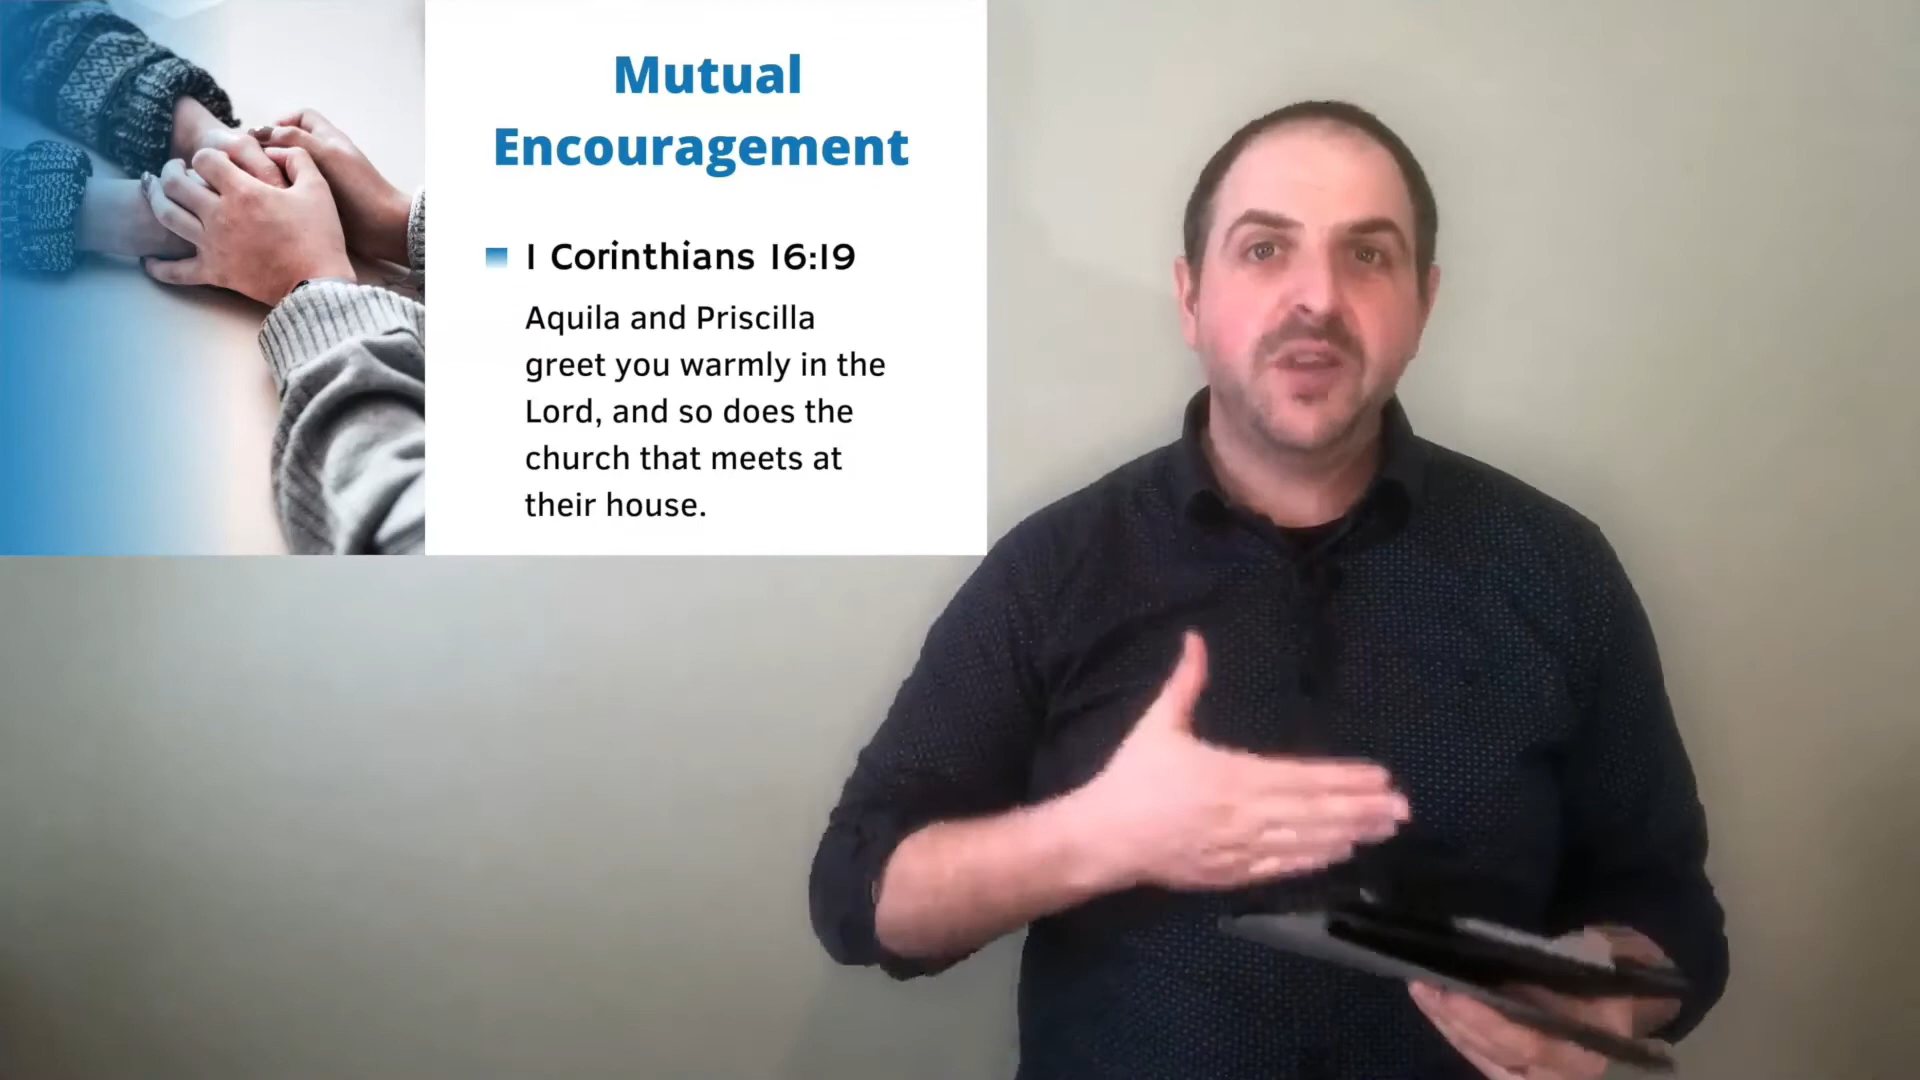 Mutual
Encouragement
1 Corinthians 16:19
Aquila and Priscilla
greet you warmly in the
Lord, and so does the
church that meets at
their house.